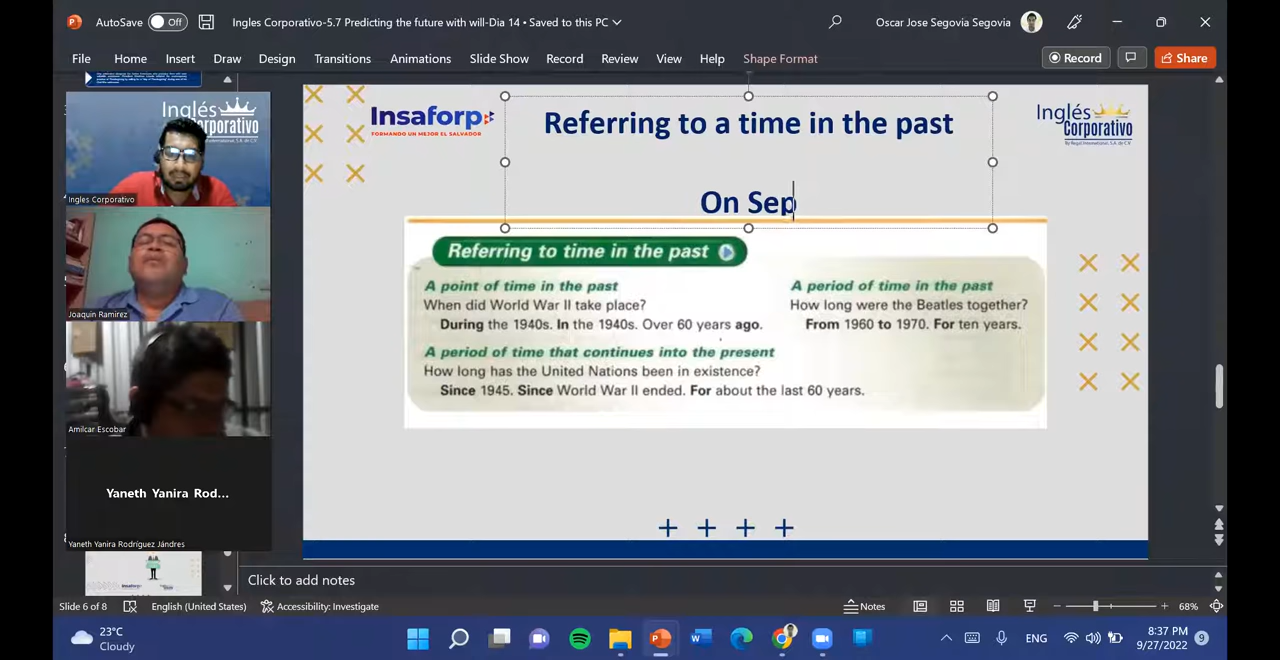 AutoSave Off Ingles Corporativo-5.7 Predicting the future with will-Dia 14 • Saved to this PC Oscar Jose Segovia Segovia
File Home Insert Draw Design Transitions Animations Slide Show Record Review View Help Shape Format Record Share
Inglés
Corporativo
Ingles Corporativo
Joaquin Ramirez
Amilcar Escobar
Yaneth Yanira Rod...
Yaneth Yanira Rodríguez Jándres
Insaforp
FORMANDO UN MEJOR EL SALVADOR
Referring to a time in the past
On Sep
Inglés
Corporativo
By Regal International, S.A. de C.V.
Referring to time in the past
A point of time in the past
When did World War II take place?
During the 1940s. In the 1940s. Over 60 years ago.
A period of time in the past
How long were the Beatles together?
From 1960 to 1970. For ten years.
A period of time that continues into the present
How long has the United Nations been in existence?
Since 1945. Since World War II ended. For about the last 60 years.
Click to add notes
Slide 6 of 8 English (United States) Accessibility: Investigate Notes 68%
23°C
Cloudy
ENG
8:37 PM
9/27/2022
9